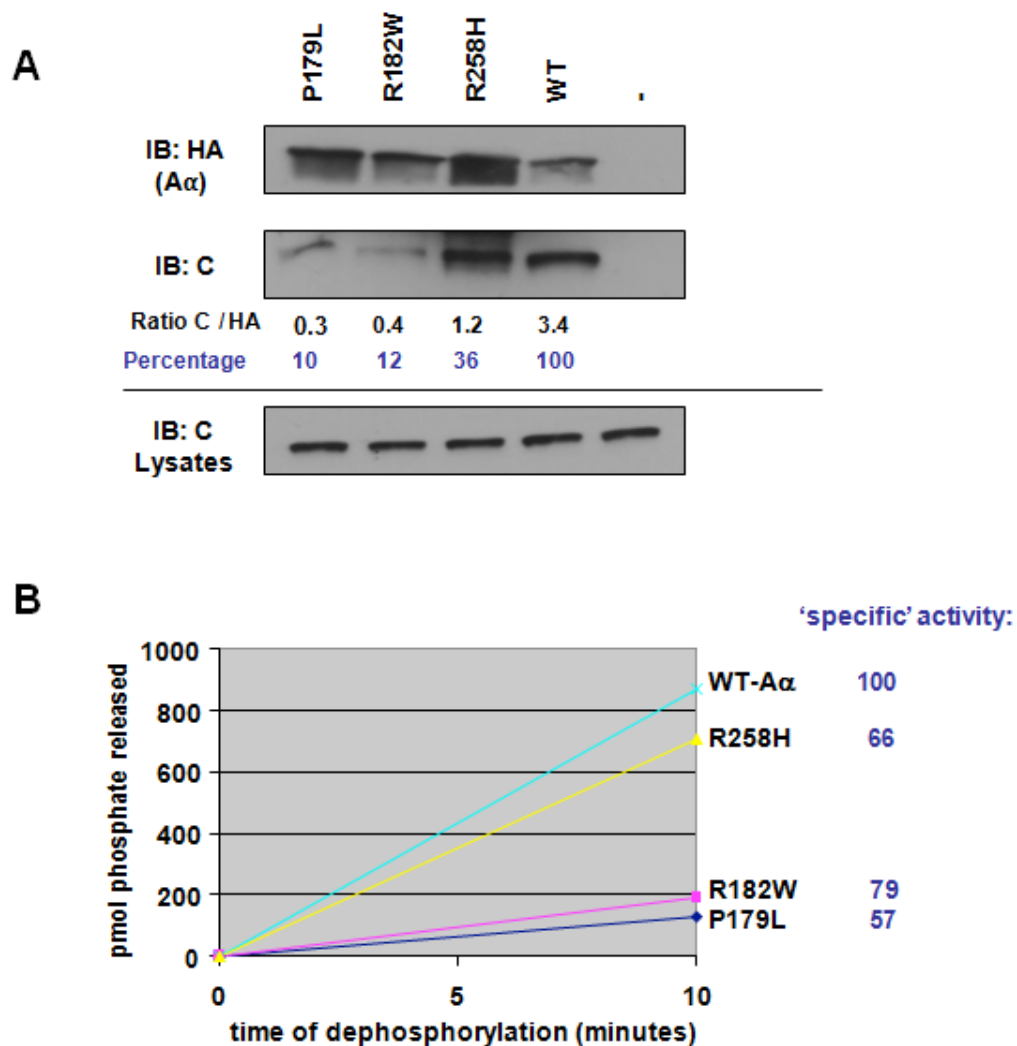 A
P179L R182W R258H WT -
IB: HA
(Aα)
IB: C
Ratio C / HA 0.3 0.4 1.2 3.4
Percentage 10 12 36 100
IB: C
Lysates
B
'specific' activity:
pmol phosphate released
1000
800
600
400
200
0
WT-Aα 100
R258H 66
R182W 79
P179L 57
0 5 10
time of dephosphorylation (minutes)